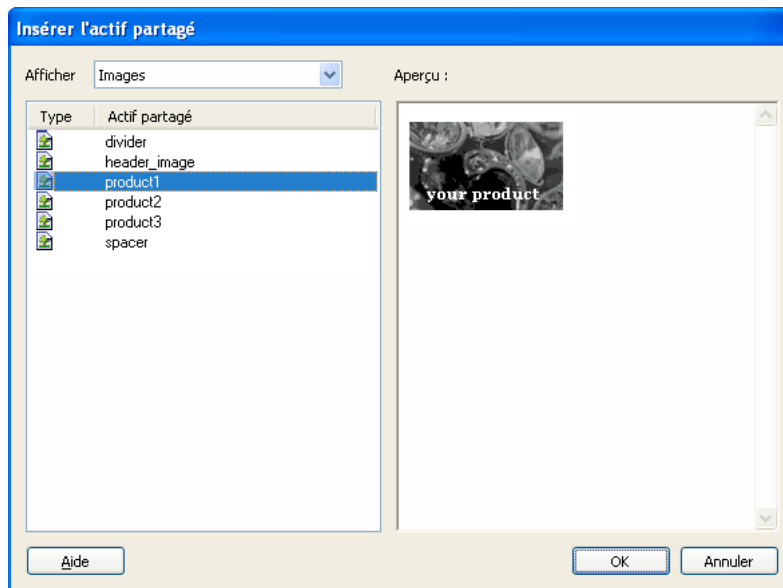 Insérer l'actif partagé
Afficher Images Aperçu :
Type Actif partagé
divider
header_image
product1
product2
product3
spacer
your product
Aide OK Annuler